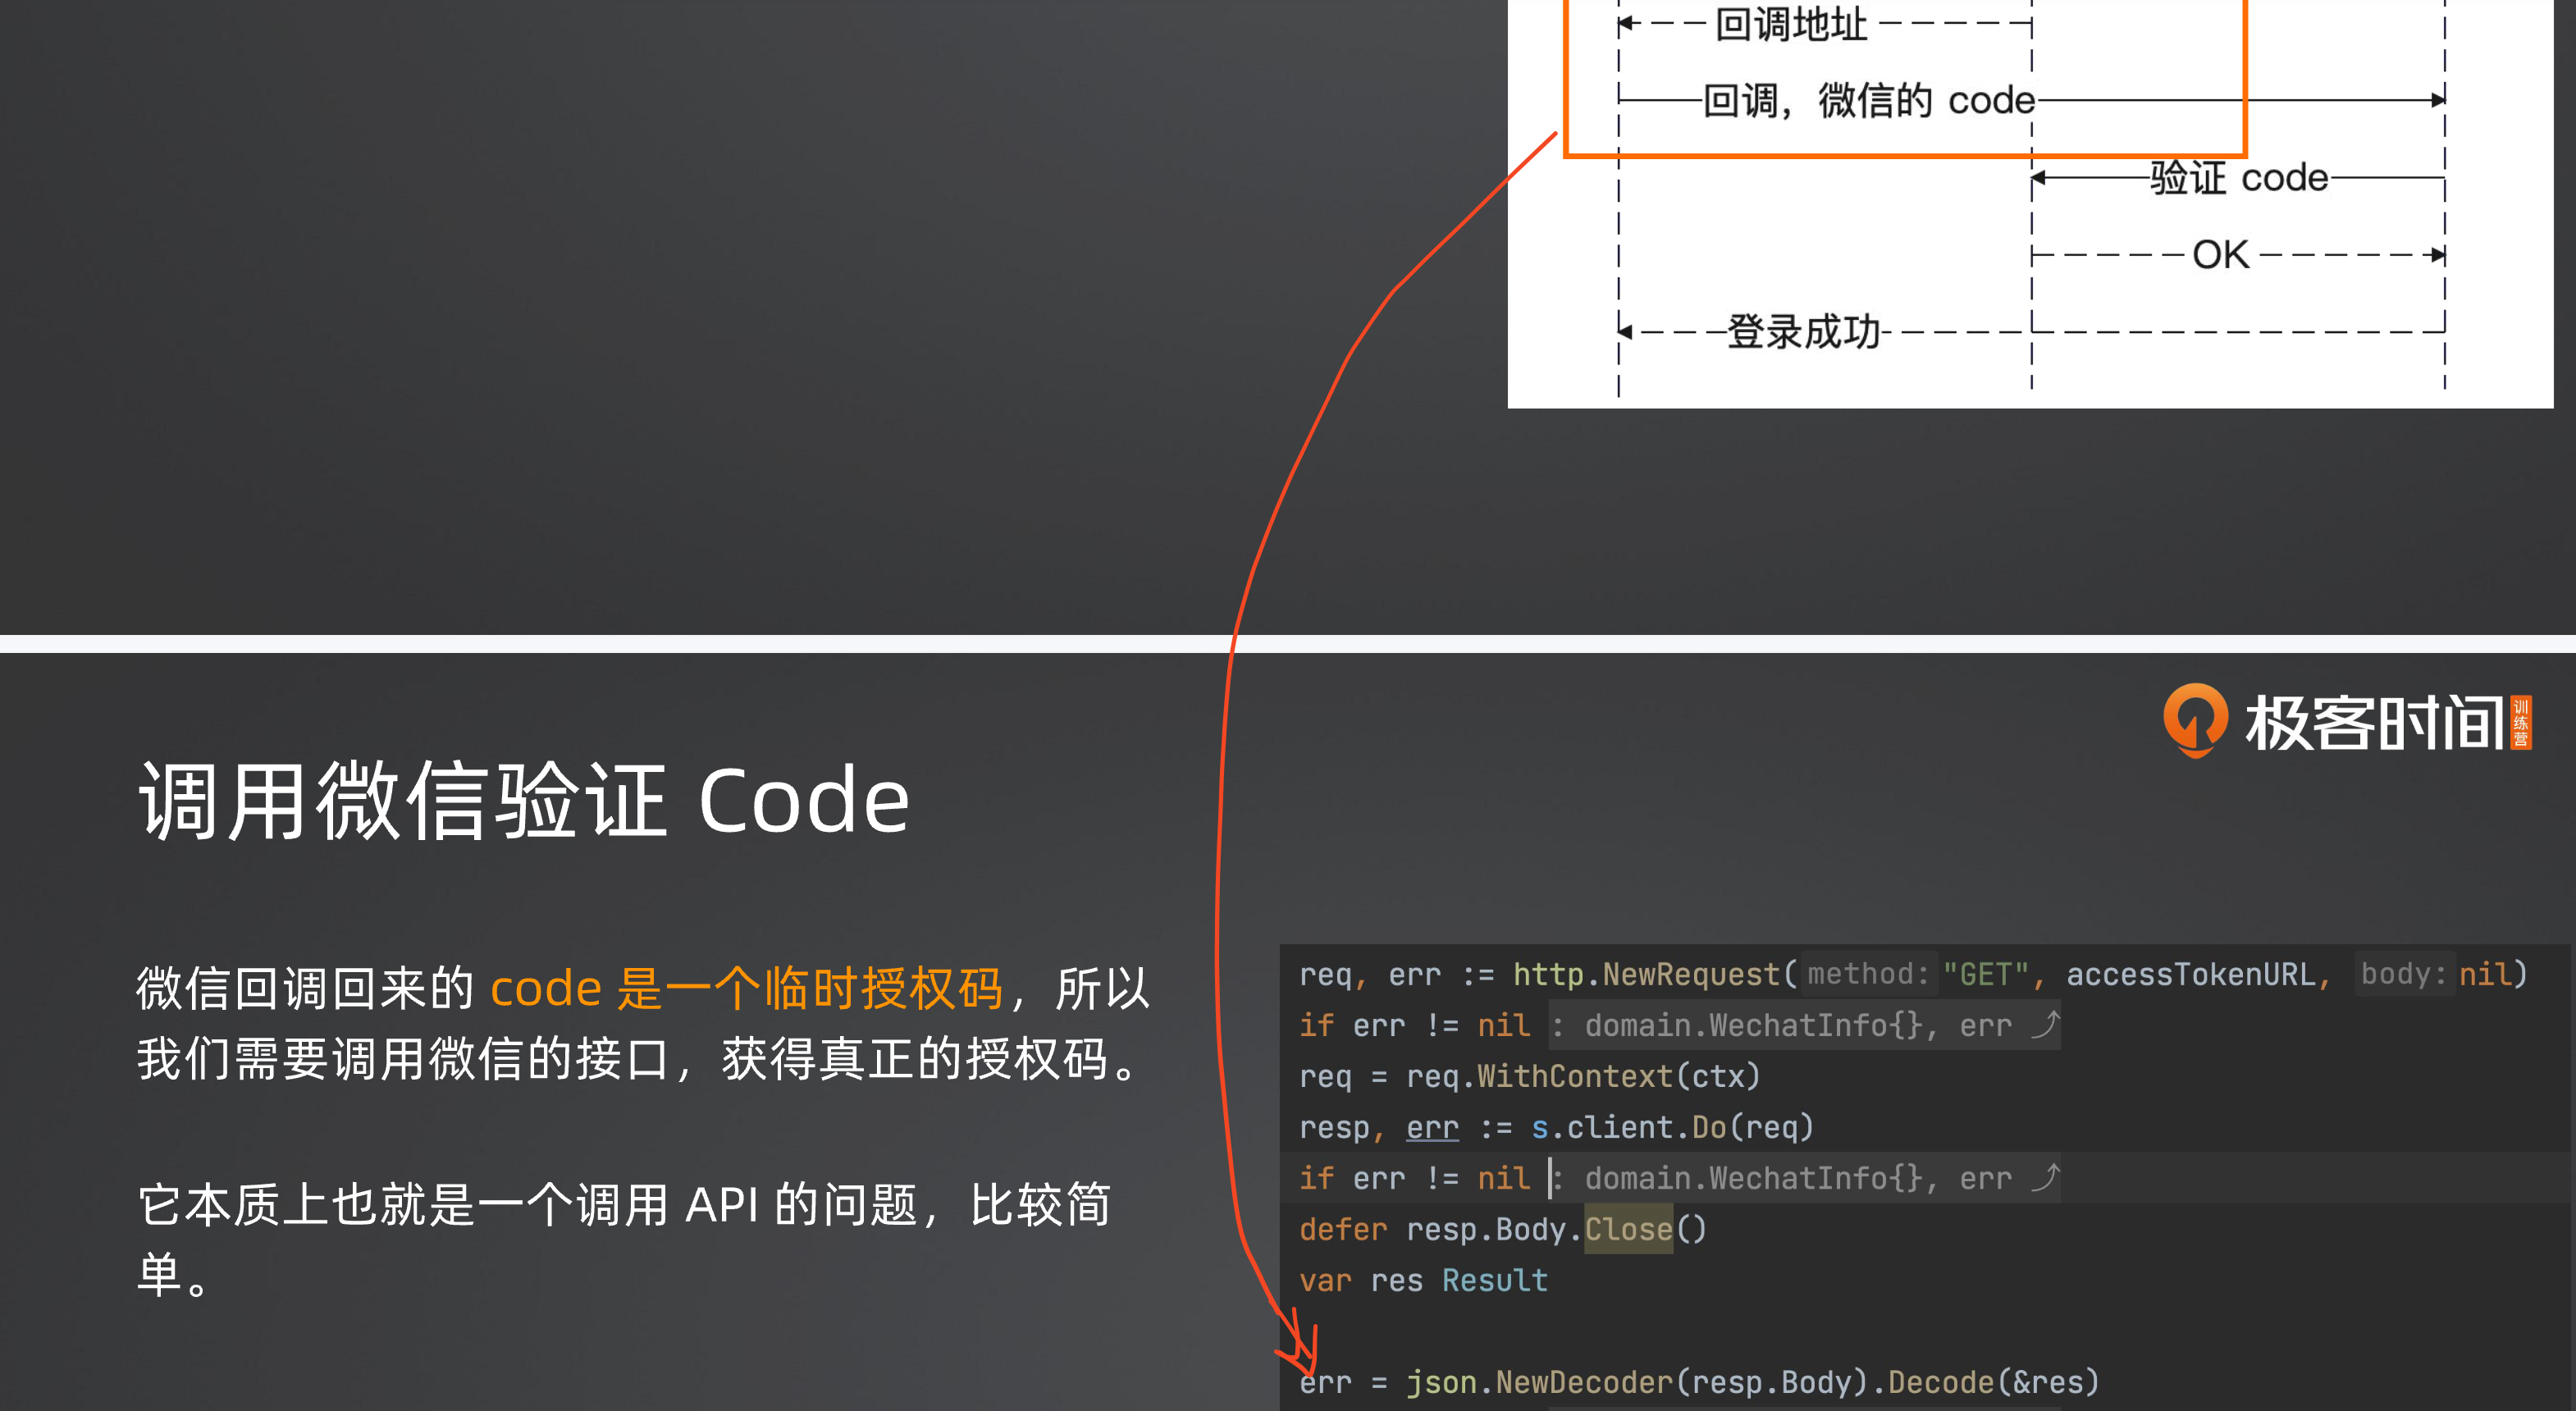 回调地址
回调，微信的 code
验证 code
OK
登录成功
极客时间 训练营
调用微信验证 Code
微信回调回来的 code 是一个临时授权码，所以
我们需要调用微信的接口，获得真正的授权码。
它本质上也就是一个调用 API 的问题，比较简
单。
req, err := http.NewRequest( method: "GET", accessTokenURL, body: nil)
if err != nil : domain.WechatInfo{}, err ⤴
req = req.WithContext(ctx)
resp, err := s.client.Do(req)
if err != nil : domain.WechatInfo{}, err ⤴
defer resp.Body.Close()
var res Result
err = json.NewDecoder(resp.Body).Decode(&res)